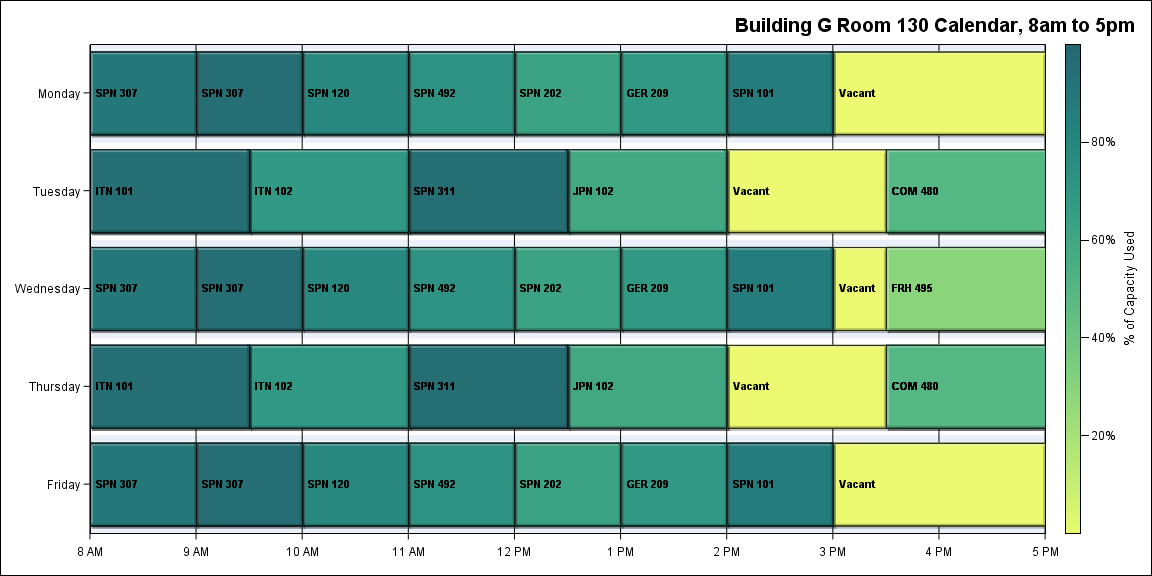 Building G Room 130 Calendar, 8am to 5pm
Monday SPN 307 SPN 307 SPN 120 SPN 492 SPN 202 GER 209 SPN 101 Vacant
80%
Tuesday ITN 101 ITN 102 SPN 311 JPN 102 Vacant COM 480
60%
% of Capacity Used
Wednesday SPN 307 SPN 307 SPN 120 SPN 492 SPN 202 GER 209 SPN 101 Vacant FRH 495
40%
Thursday ITN 101 ITN 102 SPN 311 JPN 102 Vacant COM 480
20%
Friday SPN 307 SPN 307 SPN 120 SPN 492 SPN 202 GER 209 SPN 101 Vacant
8 AM 9 AM 10 AM 11 AM 12 PM 1 PM 2 PM 3 PM 4 PM 5 PM